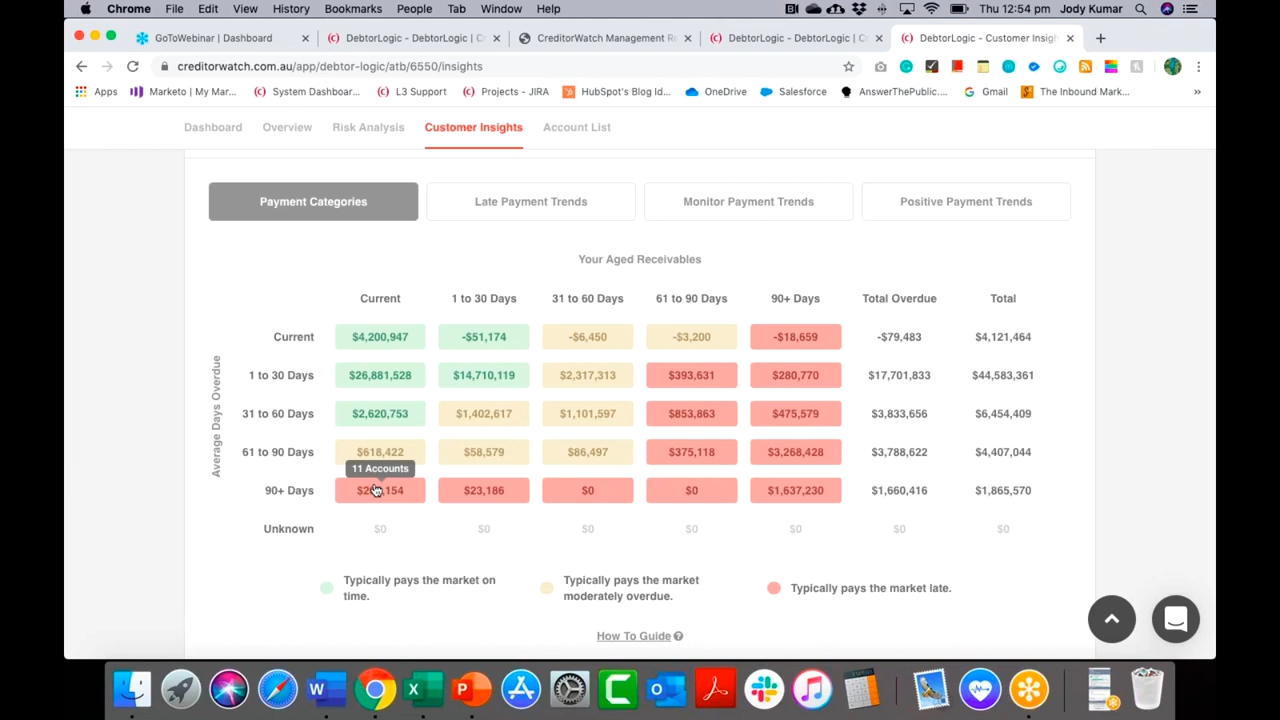 Chrome File Edit View History Bookmarks People Tab Window Help Thu 12:54 pm Jody Kumar
GoToWebinar | Dashboard DebtorLogic - DebtorLogic | C CreditorWatch Management Re DebtorLogic - DebtorLogic | C DebtorLogic - Customer Insigh
creditorwatch.com.au/app/debtor-logic/atb/6550/insights
Apps Marketo | My Mar... System Dashboar... L3 Support Projects - JIRA HubSpot's Blog Id... OneDrive Salesforce AnswerThePublic.... Gmail The Inbound Mark... »
Dashboard Overview Risk Analysis Customer Insights Account List
Payment Categories Late Payment Trends Monitor Payment Trends Positive Payment Trends
Your Aged Receivables
Current 1 to 30 Days 31 to 60 Days 61 to 90 Days 90+ Days Total Overdue Total
Average Days Overdue
Current $4,200,947 -$51,174 -$6,450 -$3,200 -$18,659 -$79,483 $4,121,464
1 to 30 Days $26,881,528 $14,710,119 $2,317,313 $393,631 $280,770 $17,701,833 $44,583,361
31 to 60 Days $2,620,753 $1,402,617 $1,101,597 $853,863 $475,579 $3,833,656 $6,454,409
61 to 90 Days $618,422 $58,579 $86,497 $375,118 $3,268,428 $3,788,622 $4,407,044
11 Accounts
90+ Days $23,186 $0 $0 $1,637,230 $1,660,416 $1,865,570
Unknown $0 $0 $0 $0 $0 $0 $0
Typically pays the market on time.
Typically pays the market moderately overdue.
Typically pays the market late.
How To Guide ?